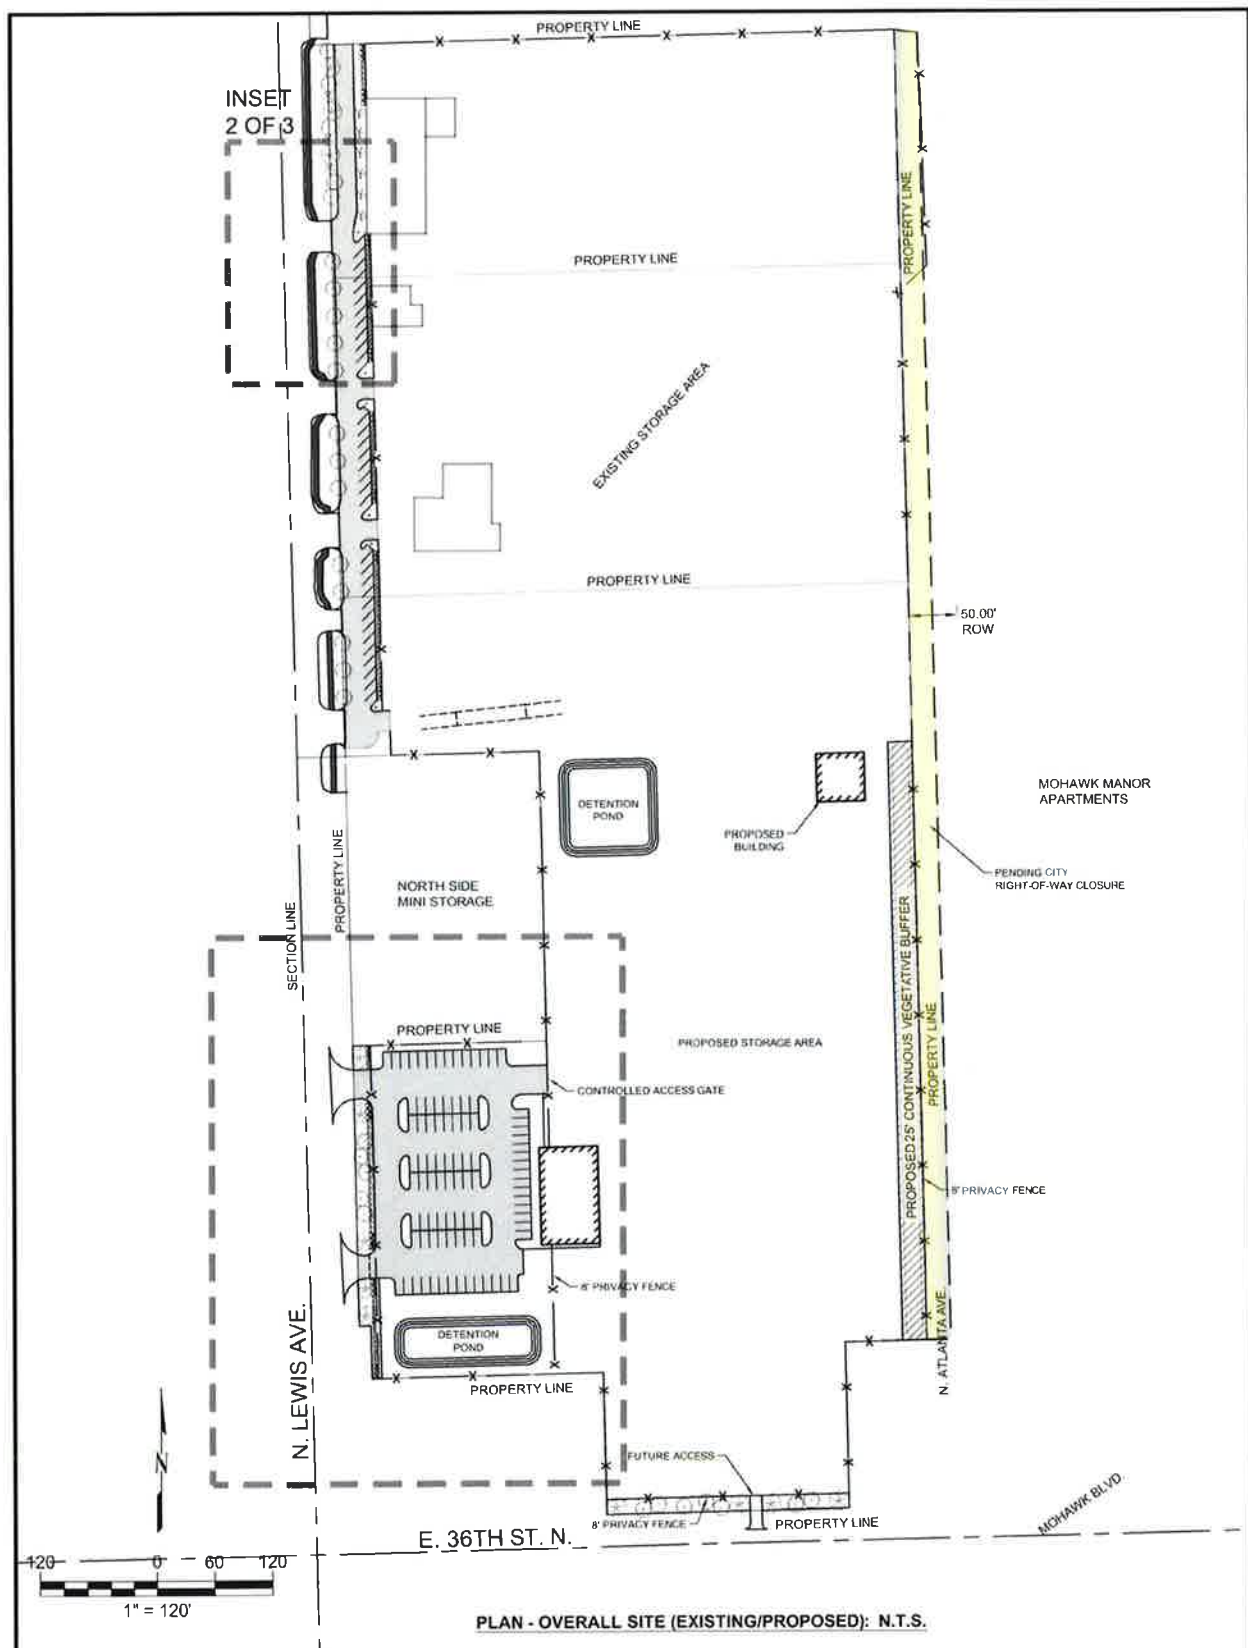 PROPERTY LINE
INSET
2 OF 3
PROPERTY LINE
PROPERTY LINE
EXISTING STORAGE AREA
PROPERTY LINE
50.00'
ROW
DETENTION
POND
PROPOSED
BUILDING
MOHAWK MANOR
APARTMENTS
PENDING CITY
RIGHT-OF-WAY CLOSURE
NORTH SIDE
MINI STORAGE
PROPERTY LINE
SECTION LINE
PROPOSED 25' CONTINUOUS VEGETATIVE BUFFER
PROPERTY LINE
PROPERTY LINE
PROPOSED STORAGE AREA
CONTROLLED ACCESS GATE
8' PRIVACY FENCE
8' PRIVACY FENCE
N. LEWIS AVE.
DETENTION
POND
PROPERTY LINE
N. ATLANTA AVE.
N
FUTURE ACCESS
8' PRIVACY FENCE
PROPERTY LINE
MOHAWK BLVD.
E. 36TH ST. N.
120 0 60 120
1" = 120'
PLAN - OVERALL SITE (EXISTING/PROPOSED): N.T.S.